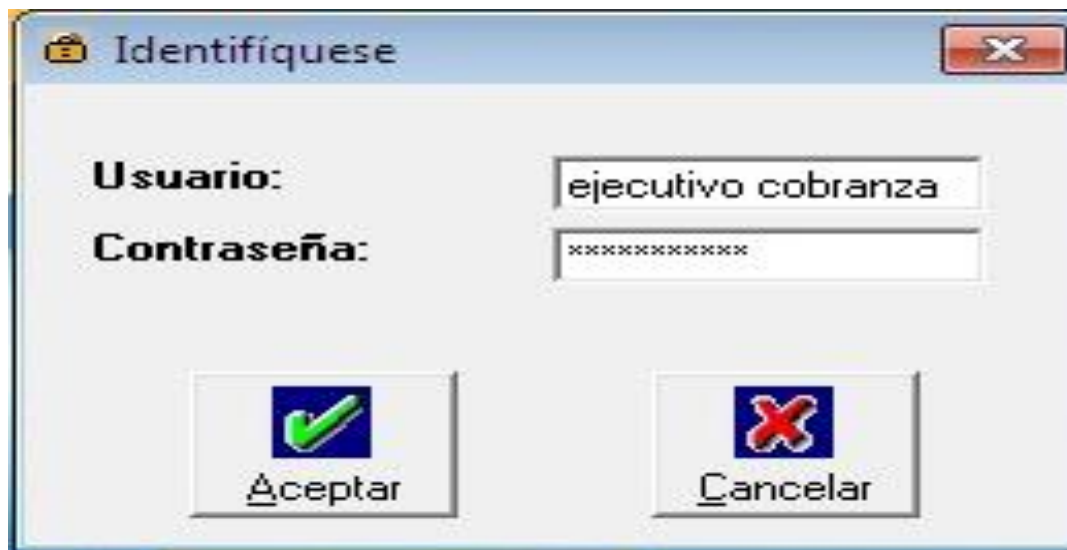 Identifíquese
Usuario: ejecutivo cobranza
Contraseña: ***********
Aceptar Cancelar